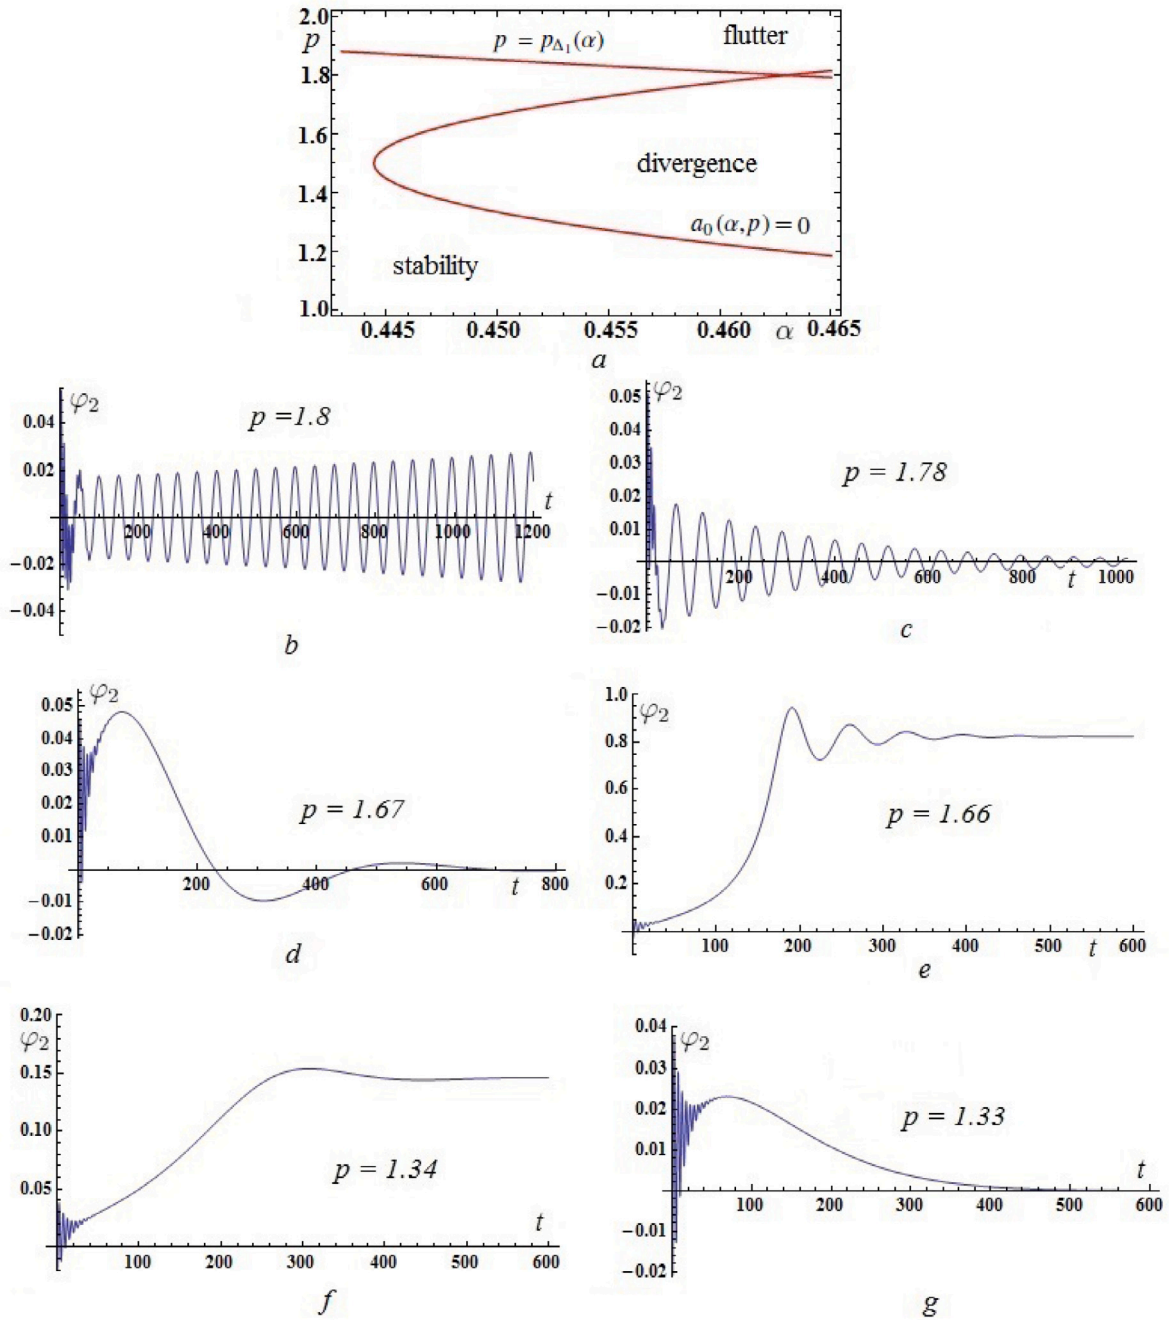 2.0
p
p = p_{Δ_1}(α)
flutter
1.8
1.6
divergence
1.4
a_0(α,p)=0
1.2
stability
1.0
0.445 0.450 0.455 0.460 α 0.465
a
φ_2
0.04
p =1.8
0.02
t
200 400 600 800 1000 1200
−0.02
−0.04
b
0.05
φ_2
0.04
0.03
p = 1.78
0.02
0.01
200 400 600 800 t 1000
−0.01
−0.02
c
0.05
φ_2
0.04
0.03
p = 1.67
0.02
0.01
200 400 600 t 800
−0.01
−0.02
d
1.0
φ_2
0.8
0.6
p = 1.66
0.4
0.2
100 200 300 400 500 t 600
e
0.20
φ_2
0.15
0.10
p = 1.34
0.05
t
100 200 300 400 500 600
f
0.04
φ_2
0.03
0.02
p = 1.33
0.01
t
100 200 300 400 500 600
−0.01
−0.02
g